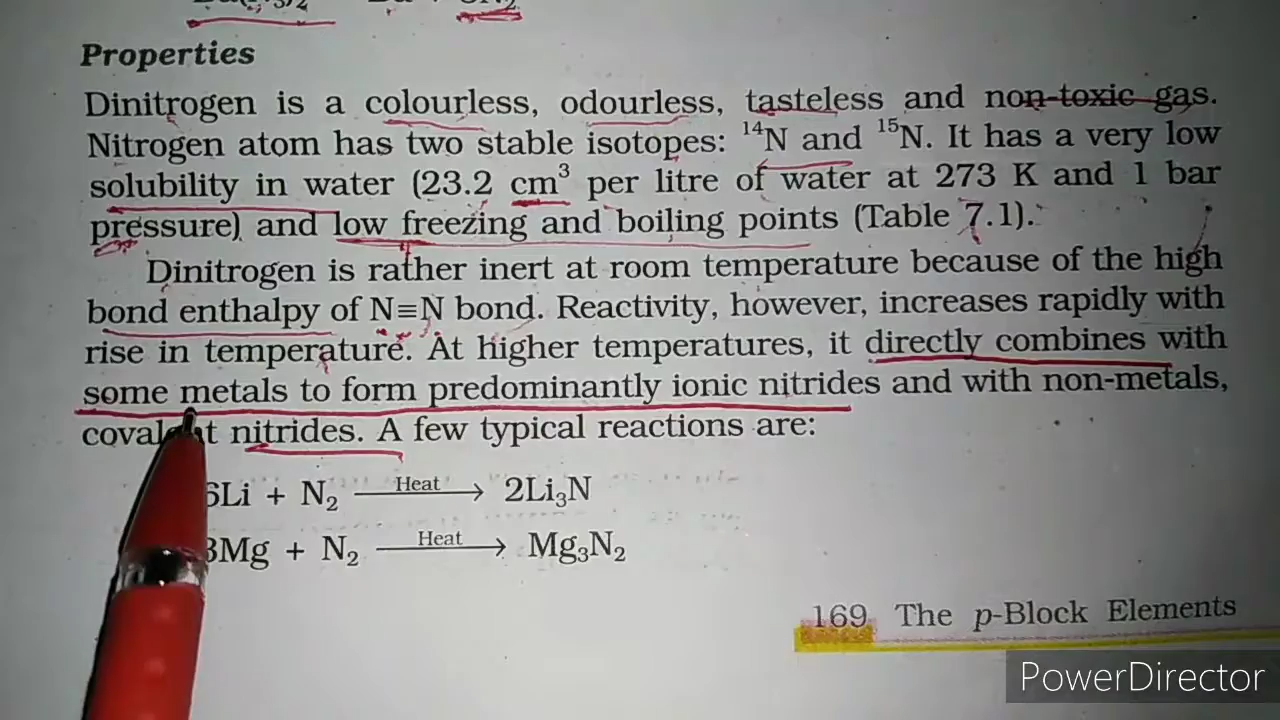 Properties
Dinitrogen is a colourless, odourless, tasteless and non-toxic gas.
Nitrogen atom has two stable isotopes: ¹⁴N and ¹⁵N. It has a very low
solubility in water (23.2 cm³ per litre of water at 273 K and 1 bar
pressure) and low freezing and boiling points (Table 7.1).
Dinitrogen is rather inert at room temperature because of the high
bond enthalpy of N≡N bond. Reactivity, however, increases rapidly with
rise in temperature. At higher temperatures, it directly combines with
some metals to form predominantly ionic nitrides and with non-metals,
covalent nitrides. A few typical reactions are:
6Li + N₂ —Heat→ 2Li₃N
3Mg + N₂ —Heat→ Mg₃N₂
169 The p-Block Elements
PowerDirector